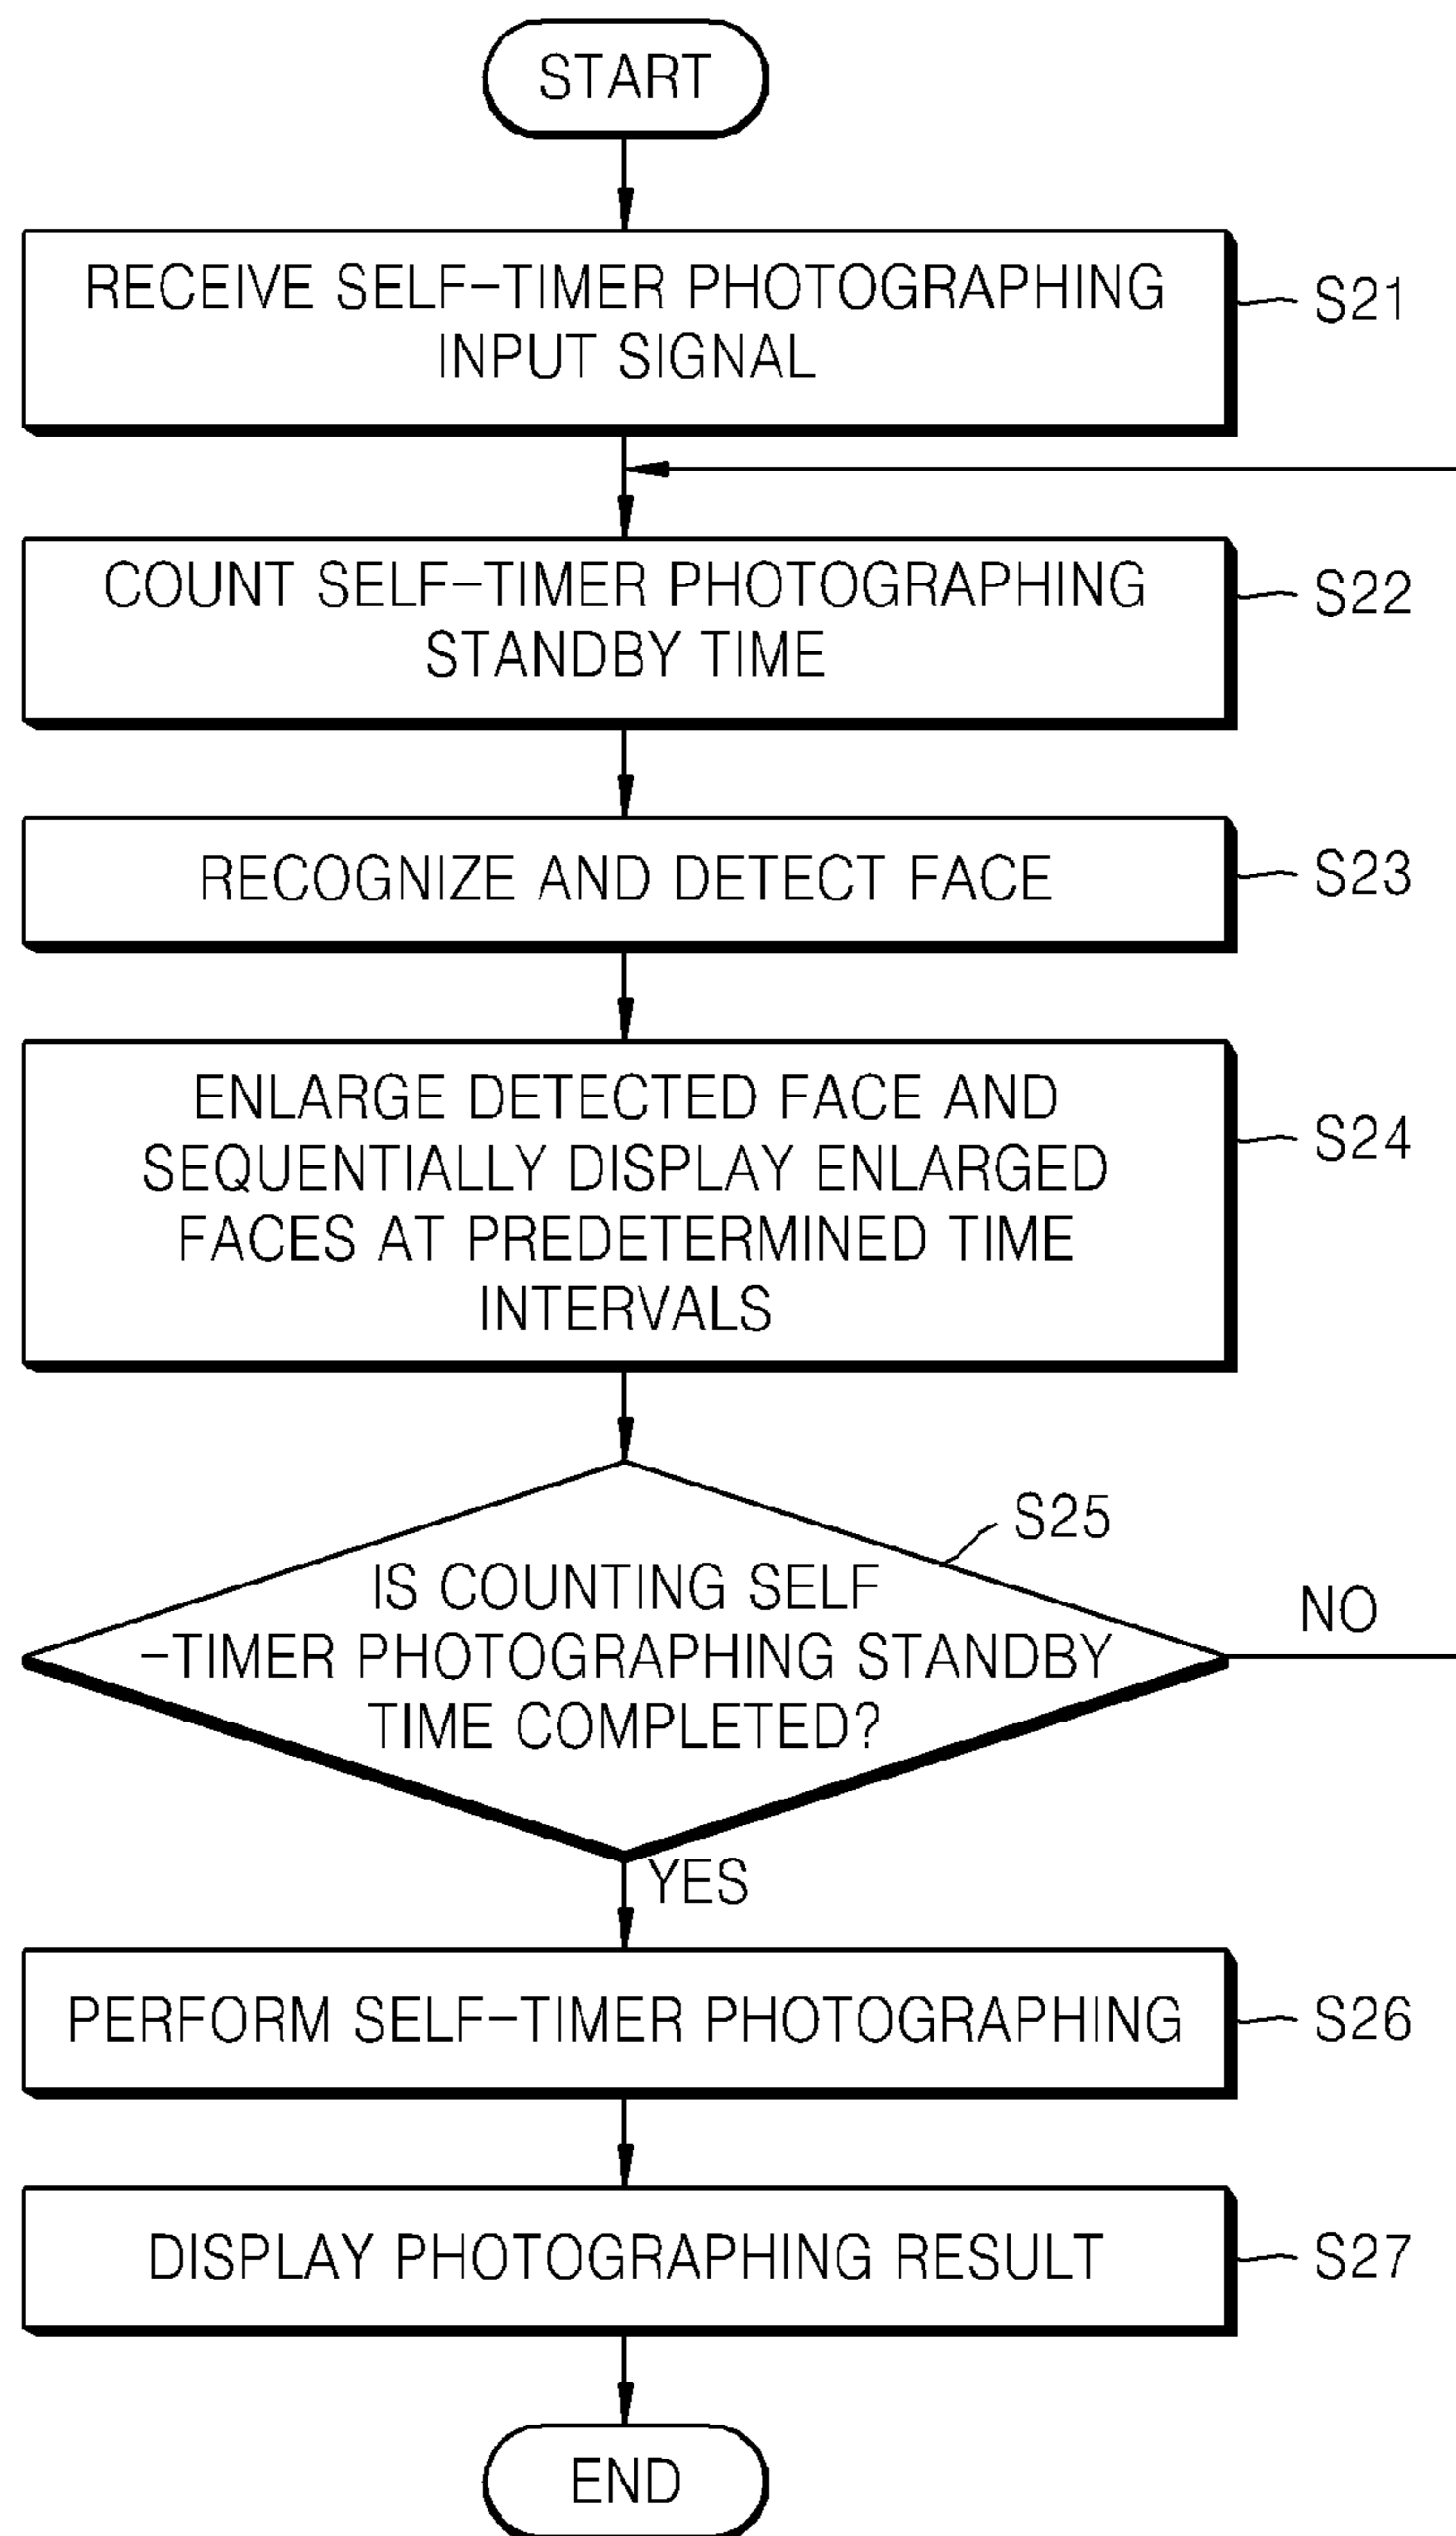 START
RECEIVE SELF-TIMER PHOTOGRAPHING
INPUT SIGNAL
S21
COUNT SELF-TIMER PHOTOGRAPHING
STANDBY TIME
S22
RECOGNIZE AND DETECT FACE
S23
ENLARGE DETECTED FACE AND
SEQUENTIALLY DISPLAY ENLARGED
FACES AT PREDETERMINED TIME
INTERVALS
S24
S25
IS COUNTING SELF
-TIMER PHOTOGRAPHING STANDBY
TIME COMPLETED?
NO
YES
PERFORM SELF-TIMER PHOTOGRAPHING
S26
DISPLAY PHOTOGRAPHING RESULT
S27
END